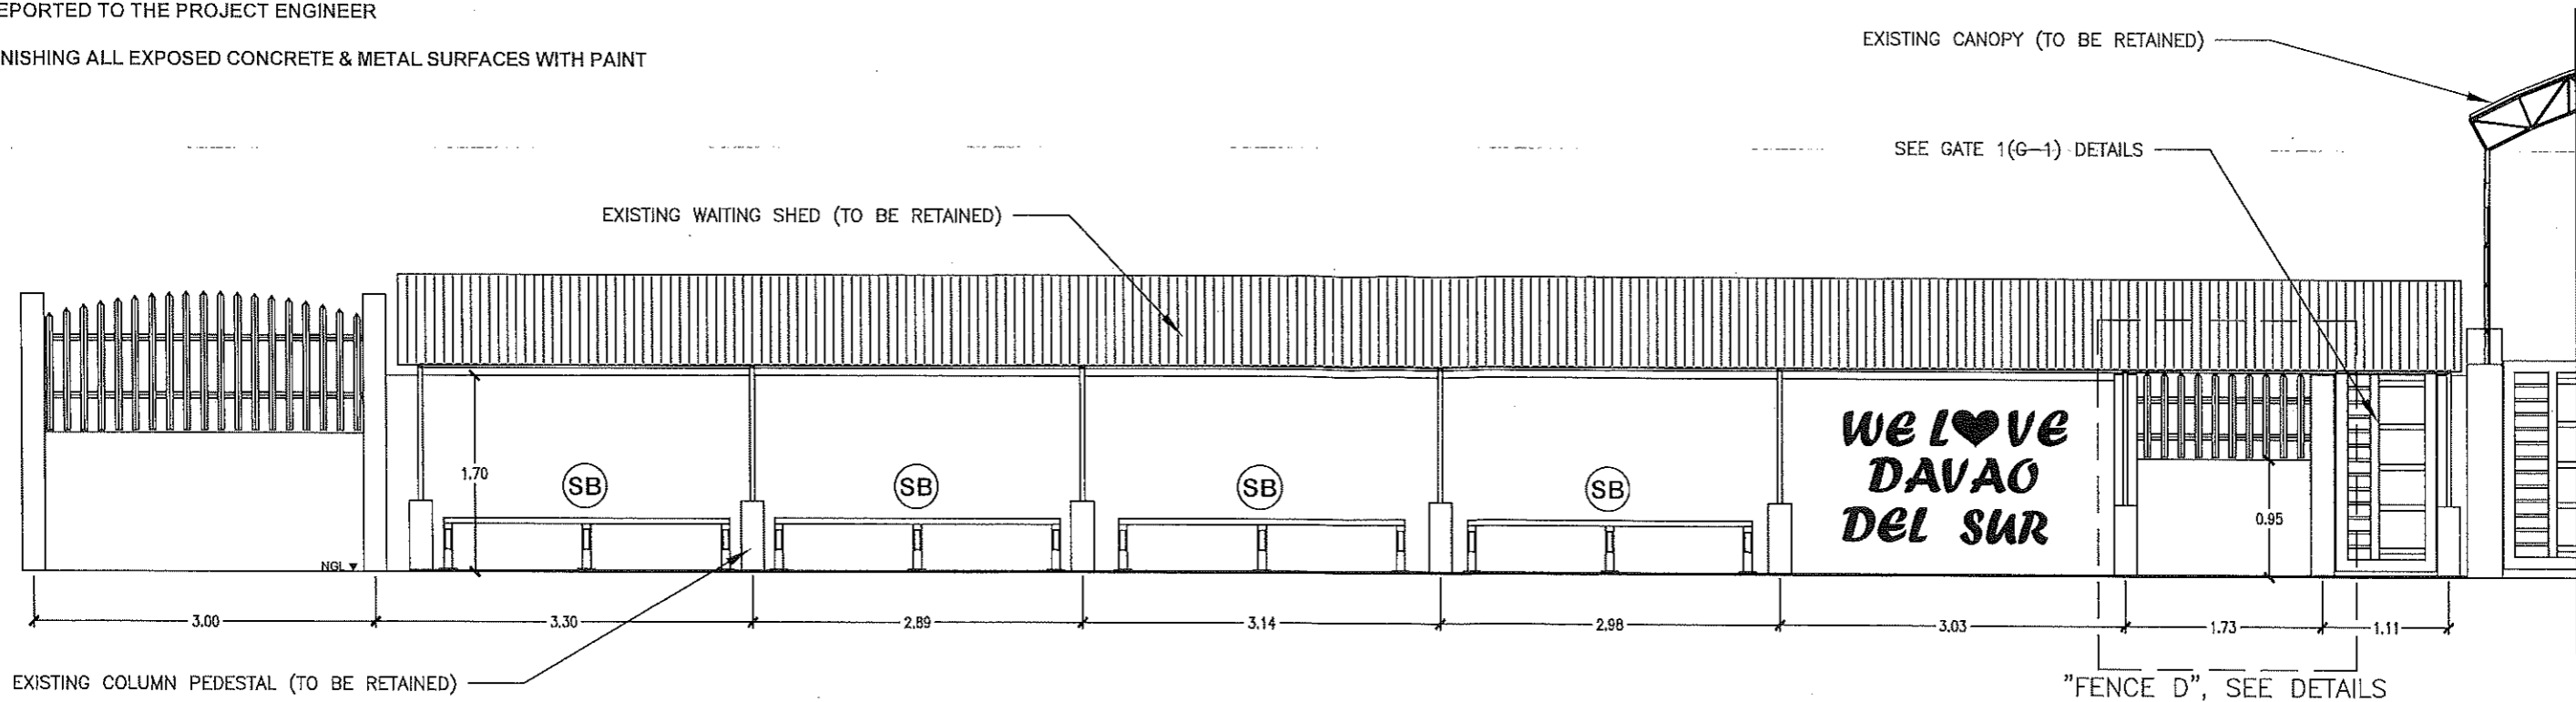 EPORTED TO THE PROJECT ENGINEER
NISHING ALL EXPOSED CONCRETE & METAL SURFACES WITH PAINT
EXISTING CANOPY (TO BE RETAINED)
SEE GATE 1(G-1) DETAILS
EXISTING WAITING SHED (TO BE RETAINED)
1.70
SB
SB
SB
SB
WE L♥VE
DAVAO
DEL SUR
0.95
NGL
3.00
3.30
2.89
3.14
2.98
3.03
1.73
1.11
EXISTING COLUMN PEDESTAL (TO BE RETAINED)
"FENCE D", SEE DETAILS